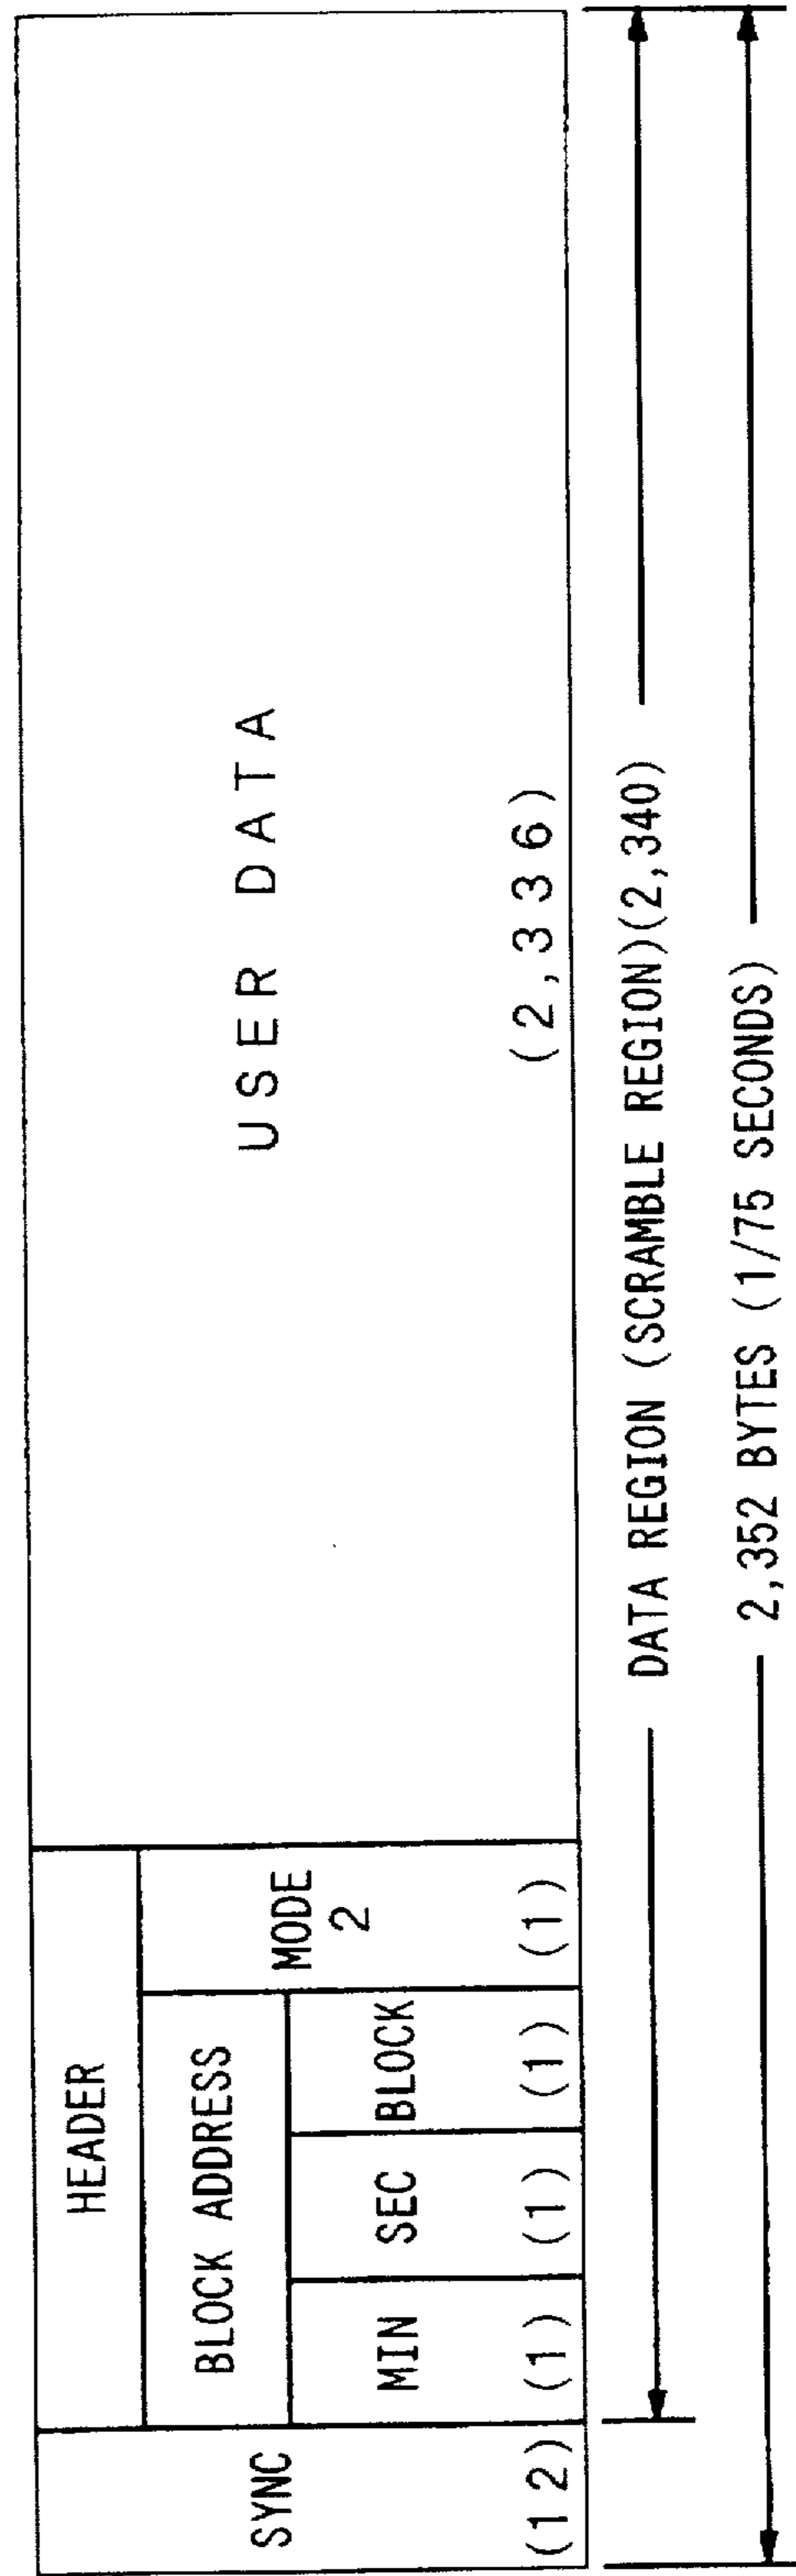 HEADER
BLOCK ADDRESS
SYNC
MIN
SEC
BLOCK
MODE
2
USER DATA
(12)
(1)
(1)
(1)
(1)
(2,336)
DATA REGION (SCRAMBLE REGION)(2,340)
2,352 BYTES (1/75 SECONDS)